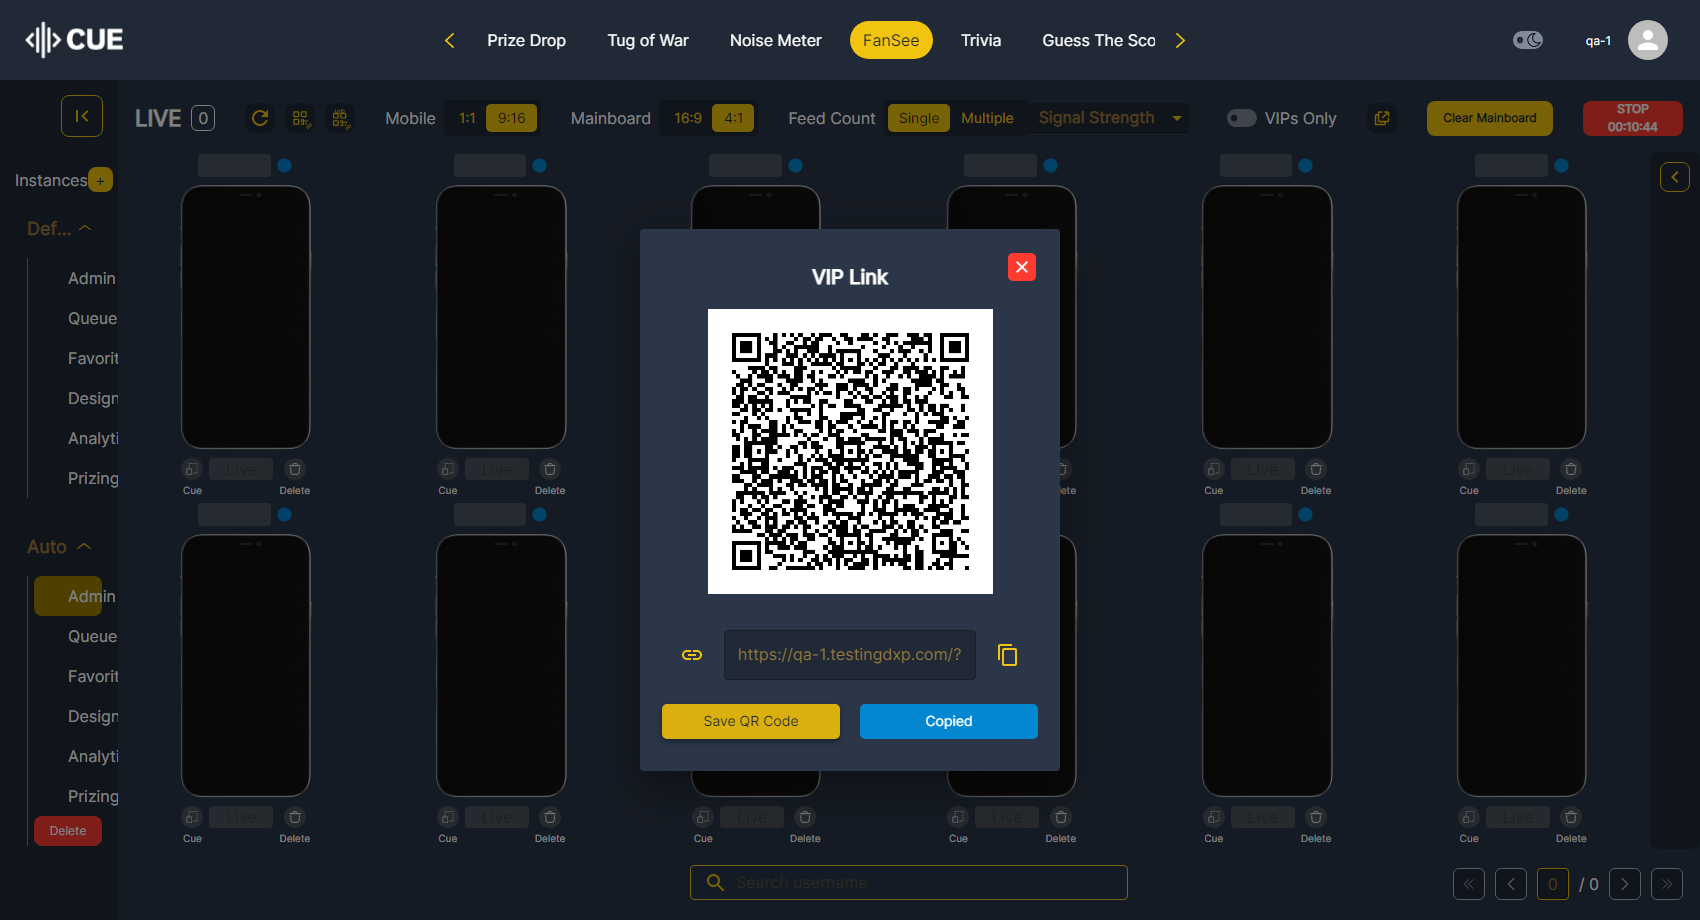 CUE
Prize Drop
Tug of War
Noise Meter
FanSee
Trivia
Guess The Sco
qa-1
LIVE 0
Mobile 1:1 9:16
Mainboard 16:9 4:1
Feed Count Single Multiple
Signal Strength
VIPs Only
Clear Mainboard
STOP
00:10:44
Instances +
Def...
Admin
Queue
Favorit
Design
Analyti
Prizing
Auto
Admin
Queue
Favorit
Design
Analyti
Prizing
Delete
VIP Link
https://qa-1.testingdxp.com/?
Save QR Code
Copied
Live Live Live Live
Cue Delete Cue Delete ete Cue Delete Cue Delete
Live Live Live Live Live Live
Cue Delete Cue Delete Cue Delete Cue Delete Cue Delete Cue Delete
Search username
0 / 0